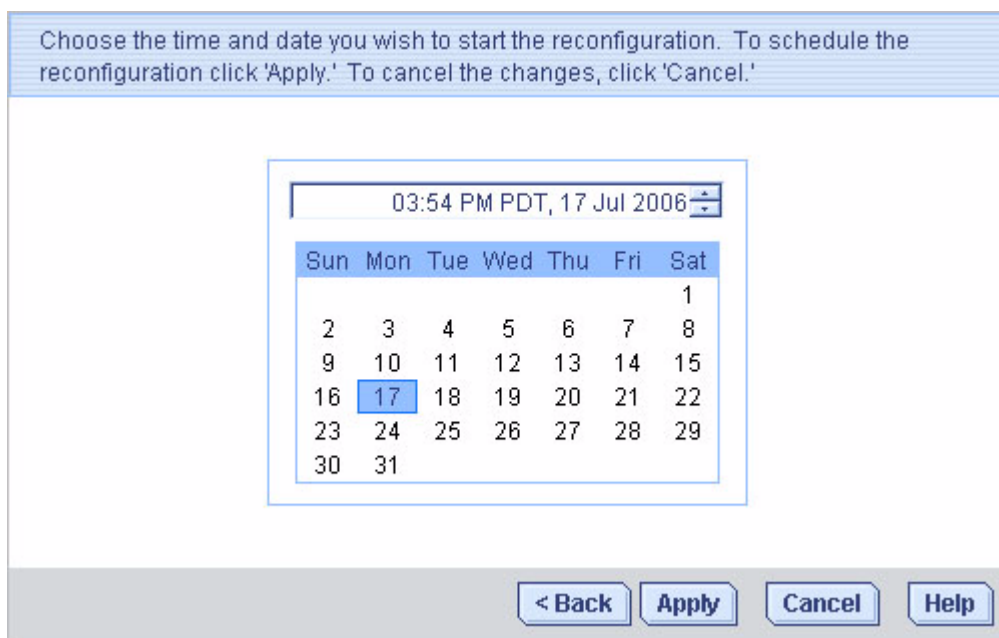 Choose the time and date you wish to start the reconfiguration. To schedule the
reconfiguration click 'Apply.' To cancel the changes, click 'Cancel.'
03:54 PM PDT, 17 Jul 2006
Sun Mon Tue Wed Thu Fri Sat
1
2 3 4 5 6 7 8
9 10 11 12 13 14 15
16 17 18 19 20 21 22
23 24 25 26 27 28 29
30 31
< Back Apply Cancel Help